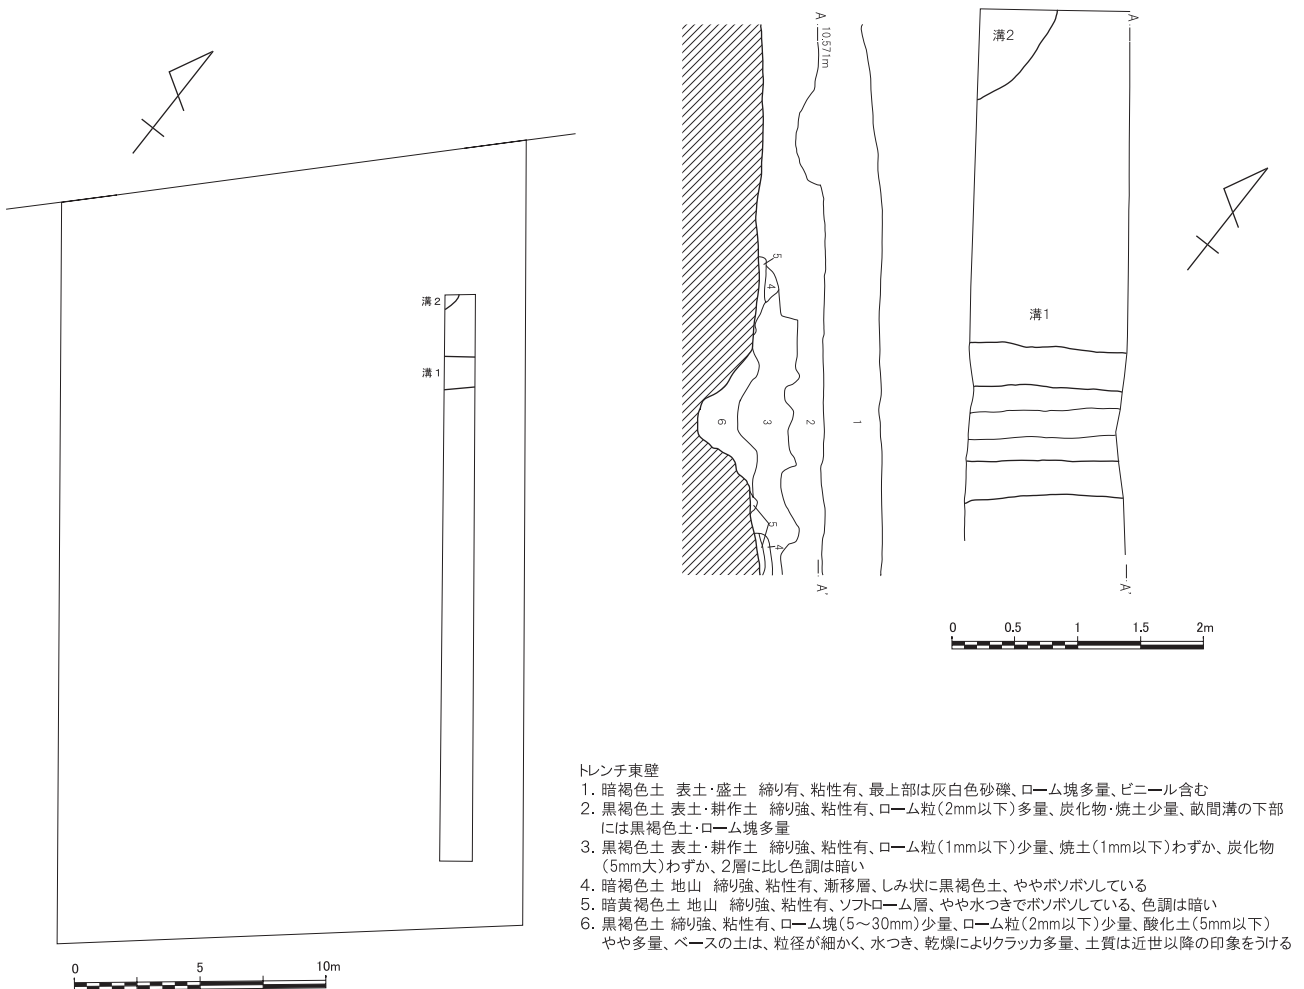 溝2
溝1
0 5 10m
A 10.571m
5
4
6
3
2
1
5
4
A'
A
溝2
溝1
A'
0 0.5 1 1.5 2m
トレンチ東壁
1. 暗褐色土 表土・盛土 締り有、粘性有、最上部は灰白色砂礫、ローム塊多量、ビニール含む
2. 黒褐色土 表土・耕作土 締り強、粘性有、ローム粒(2mm以下)多量、炭化物・焼土少量、畝間溝の下部
には黒褐色土・ローム塊多量
3. 黒褐色土 表土・耕作土 締り強、粘性有、ローム粒(1mm以下)少量、焼土(1mm以下)わずか、炭化物
(5mm大)わずか、2層に比し色調は暗い
4. 暗褐色土 地山 締り強、粘性有、漸移層、しみ状に黒褐色土、ややボソボソしている
5. 暗黄褐色土 地山 締り強、粘性有、ソフトローム層、やや水つきでボソボソしている、色調は暗い
6. 黒褐色土 締り強、粘性有、ローム塊(5～30mm)少量、ローム粒(2mm以下)少量、酸化土(5mm以下)
やや多量、ベースの土は、粒径が細かく、水つき、乾燥によりクラッカ多量、土質は近世以降の印象をうける